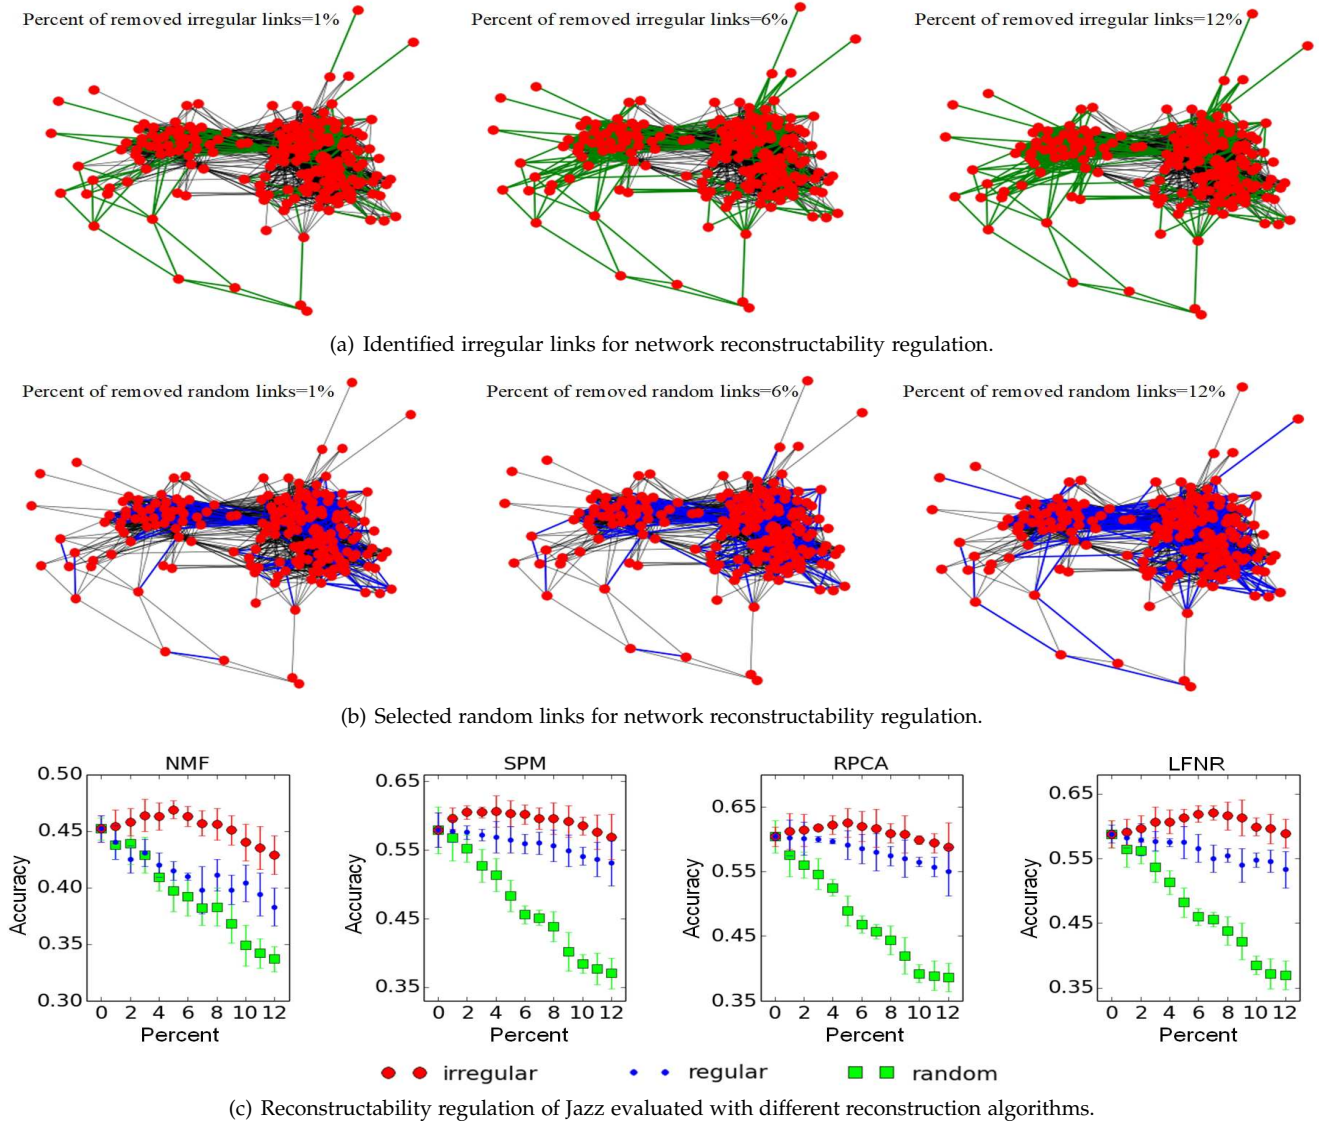 Percent of removed irregular links=1%
Percent of removed irregular links=6%
Percent of removed irregular links=12%
(a) Identified irregular links for network reconstructability regulation.
Percent of removed random links=1%
Percent of removed random links=6%
Percent of removed random links=12%
(b) Selected random links for network reconstructability regulation.
NMF
0.50
0.45
0.40
0.35
0.30
Accuracy
0 2 4 6 8 10 12
Percent
SPM
0.65
0.55
0.45
0.35
Accuracy
0 2 4 6 8 10 12
Percent
RPCA
0.65
0.55
0.45
0.35
Accuracy
0 2 4 6 8 10 12
Percent
LFNR
0.65
0.55
0.45
0.35
Accuracy
0 2 4 6 8 10 12
Percent
irregular
regular
random
(c) Reconstructability regulation of Jazz evaluated with different reconstruction algorithms.